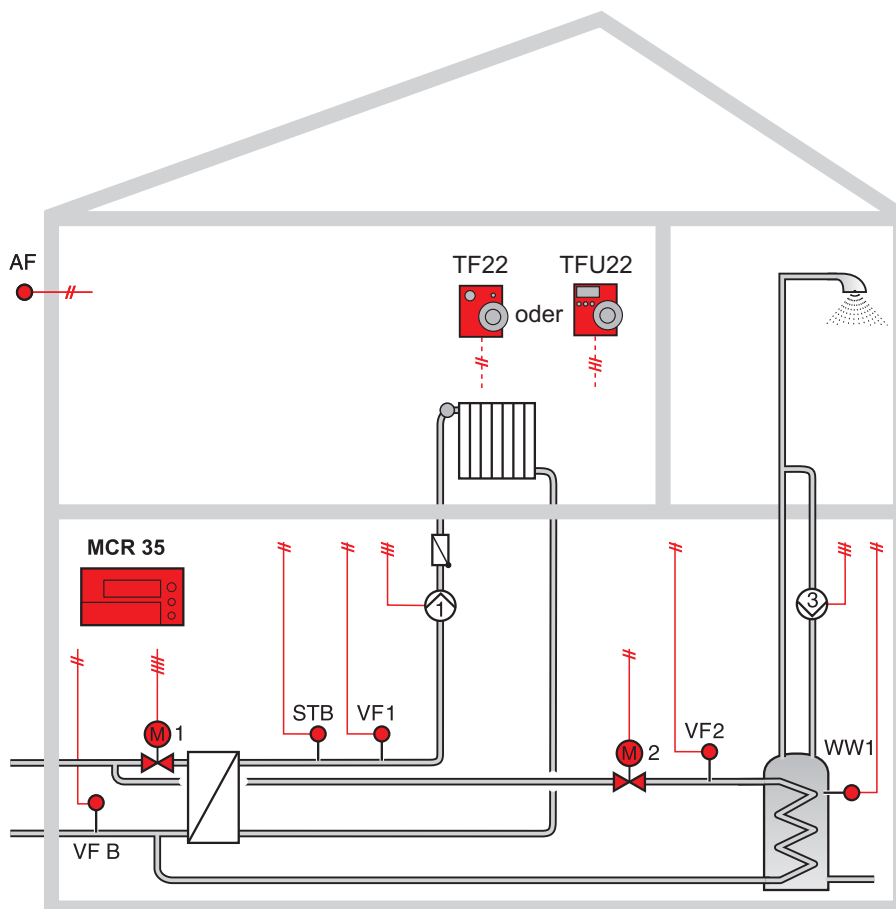 AF
TF22
TFU22
oder
MCR 35
1
3
STB
VF1
M 1
M 2
VF2
WW1
VF B